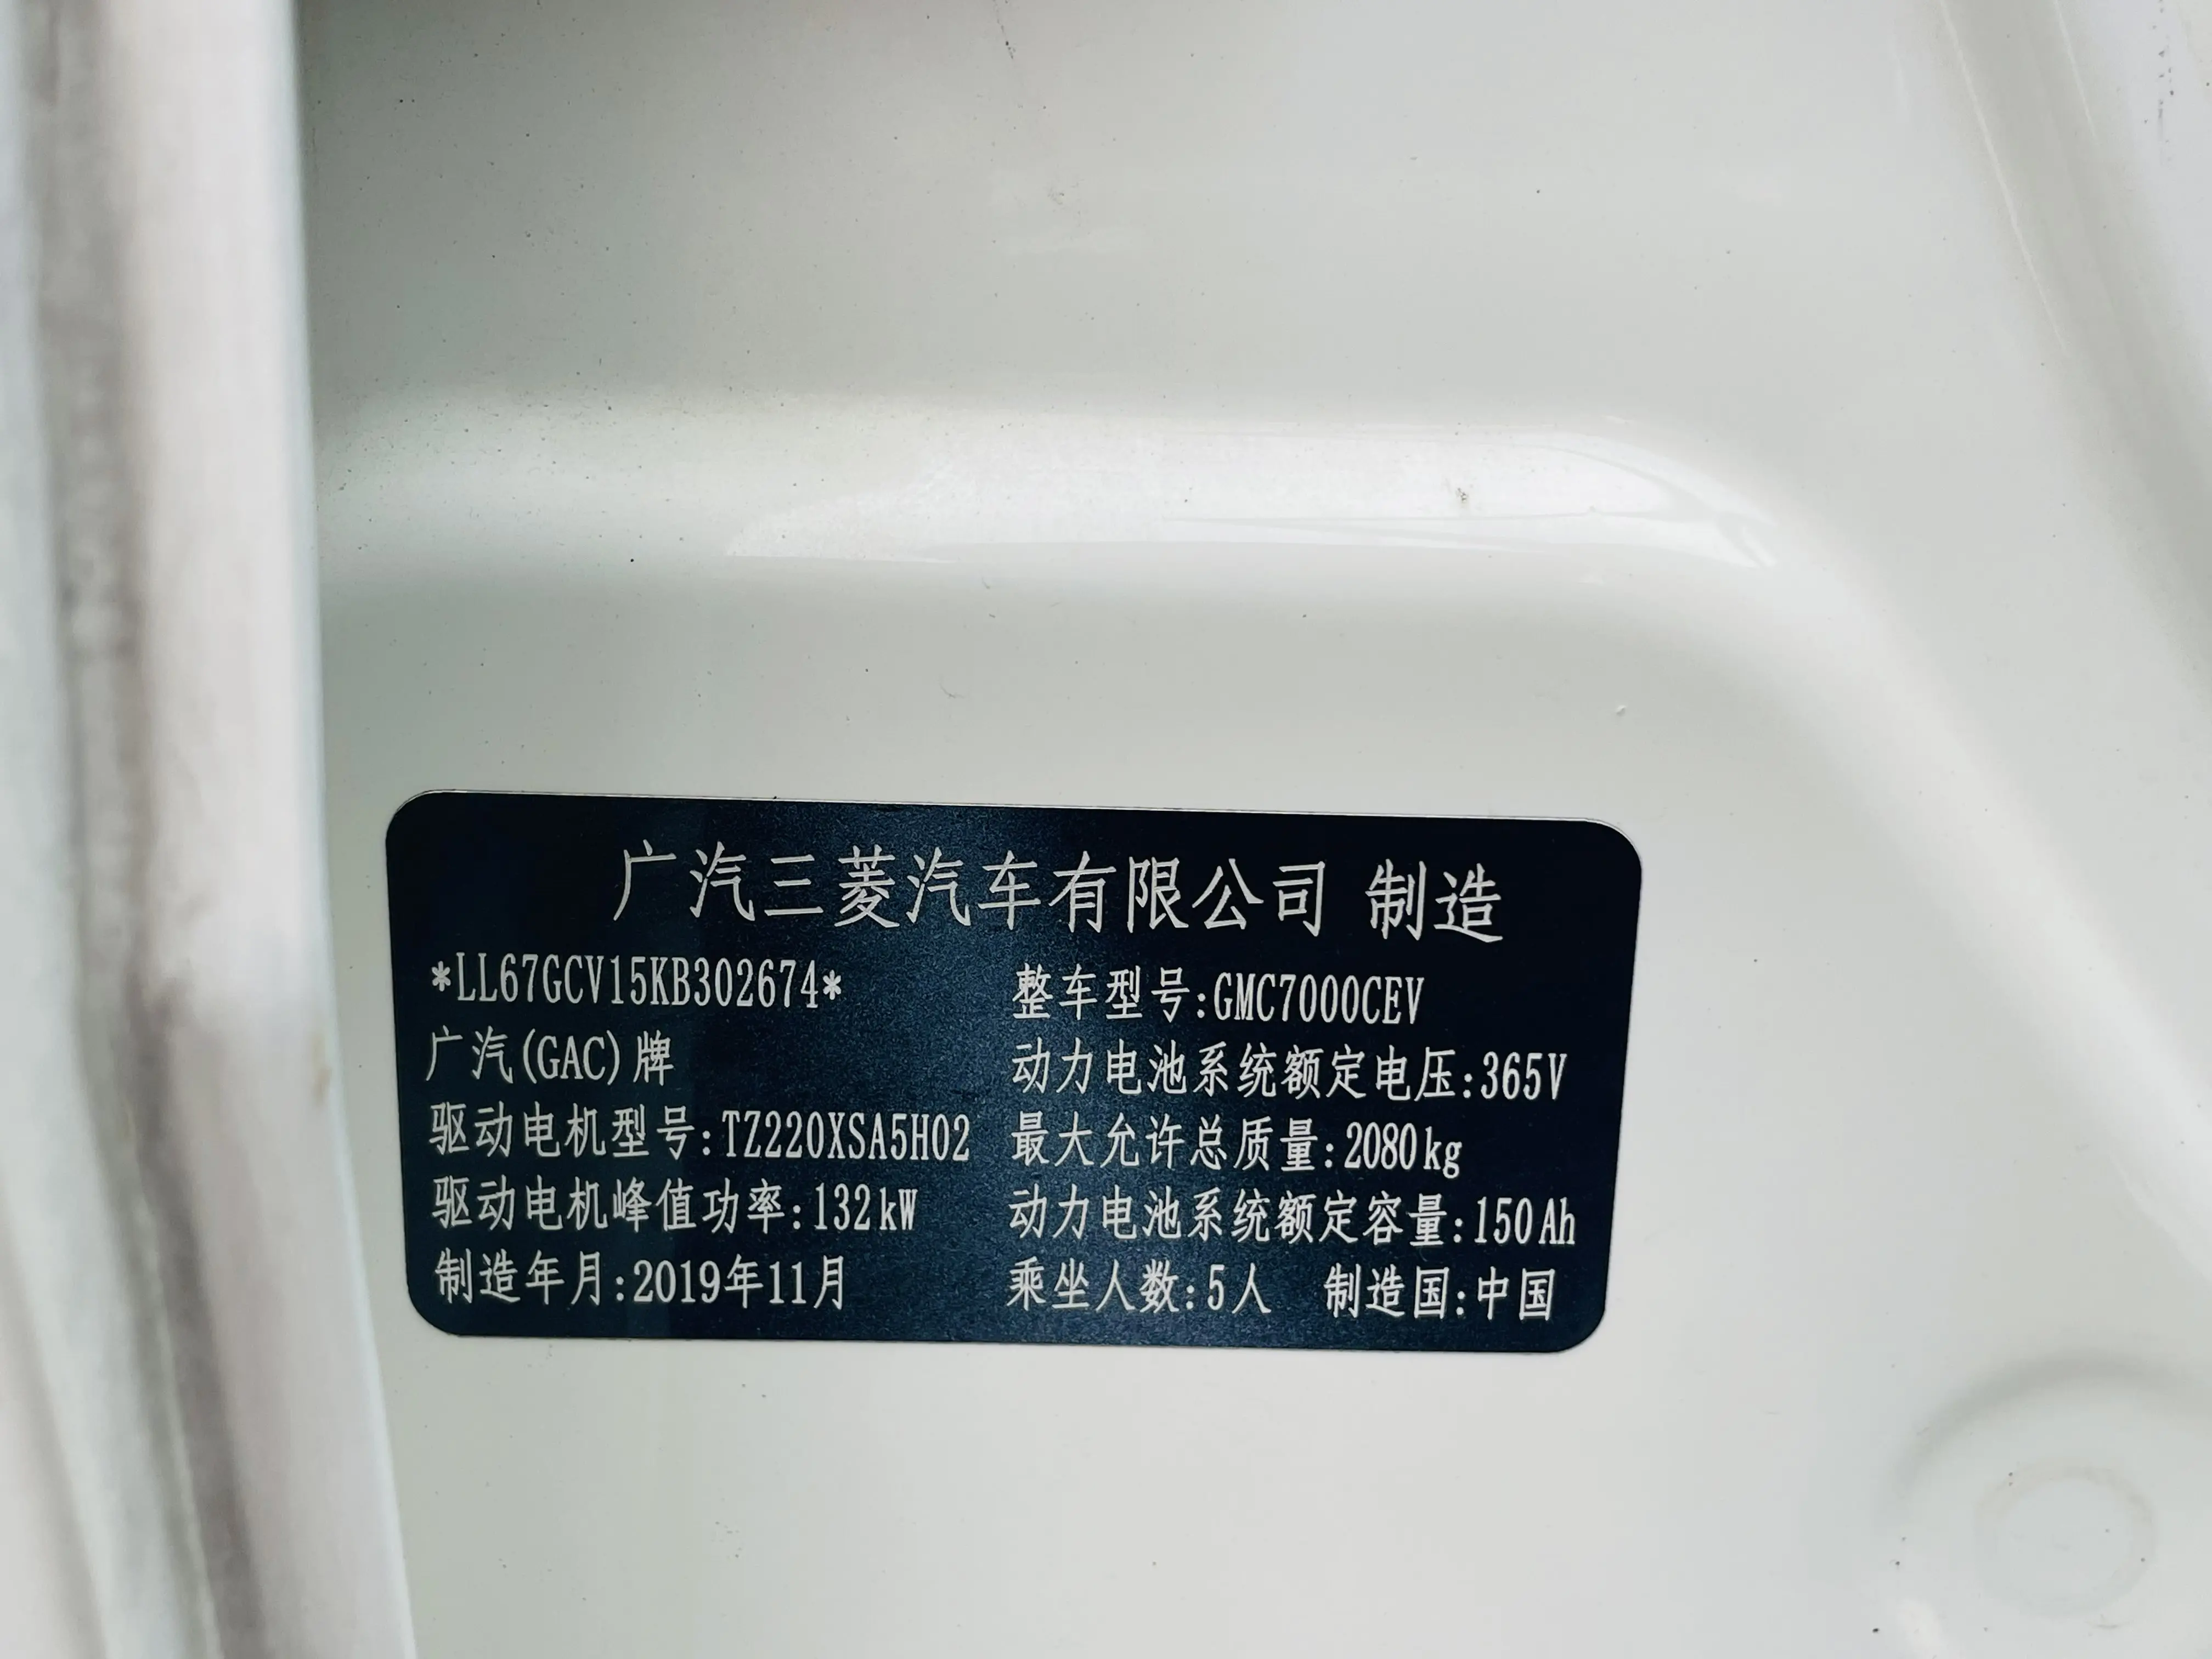 广汽三菱汽车有限公司 制造
*LL67GCV15KB302674* 整车型号:GMC7000CEV
广汽(GAC)牌 动力电池系统额定电压:365V
驱动电机型号:TZ220XSA5H02 最大允许总质量:2080kg
驱动电机峰值功率:132kW 动力电池系统额定容量:150Ah
制造年月:2019年11月 乘坐人数:5人 制造国:中国